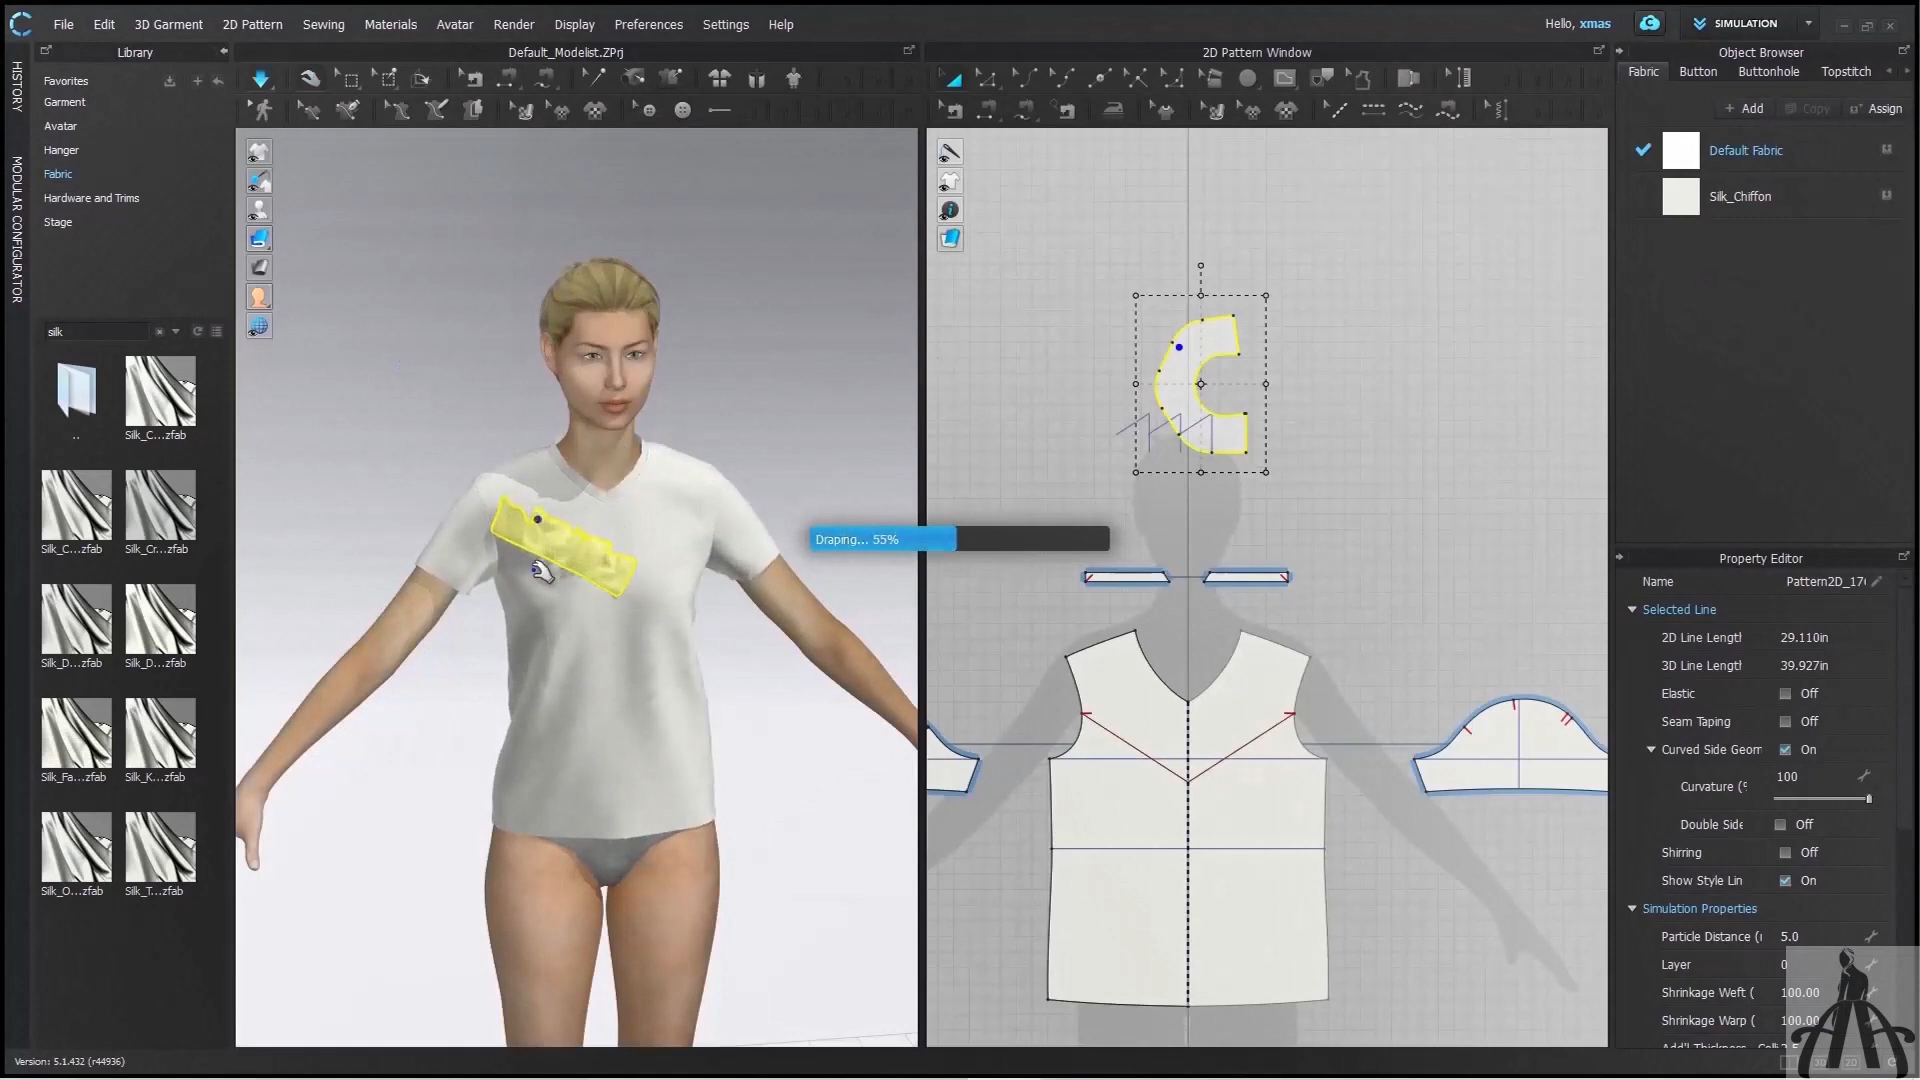 File Edit 3D Garment 2D Pattern Sewing Materials Avatar Render Display Preferences Settings Help
Hello, xmas
SIMULATION
Library
Default_Modelist.ZPrj
2D Pattern Window
Object Browser
HISTORY
MODULAR CONFIGURATOR
Favorites
Garment
Avatar
Hanger
Fabric
Hardware and Trims
Stage
silk
..
Silk_C...zfab
Silk_C...zfab Silk_Cr...zfab
Silk_D...zfab Silk_D...zfab
Silk_Fa...zfab Silk_K...zfab
Silk_O...zfab Silk_T...zfab
Draping... 55%
Fabric Button Buttonhole Topstitch
+ Add Copy Assign
Default Fabric
Silk_Chiffon
Property Editor
Name Pattern2D_17
Selected Line
2D Line Length 29.110in
3D Line Length 39.927in
Elastic Off
Seam Taping Off
Curved Side Geom On
Curvature (° 100
Double Side Off
Shirring Off
Show Style Lin On
Simulation Properties
Particle Distance (r 5.0
Layer 0
Shrinkage Weft ( 100.00
Shrinkage Warp ( 100.00
Version: 5.1.432 (r44936)
3D 2D